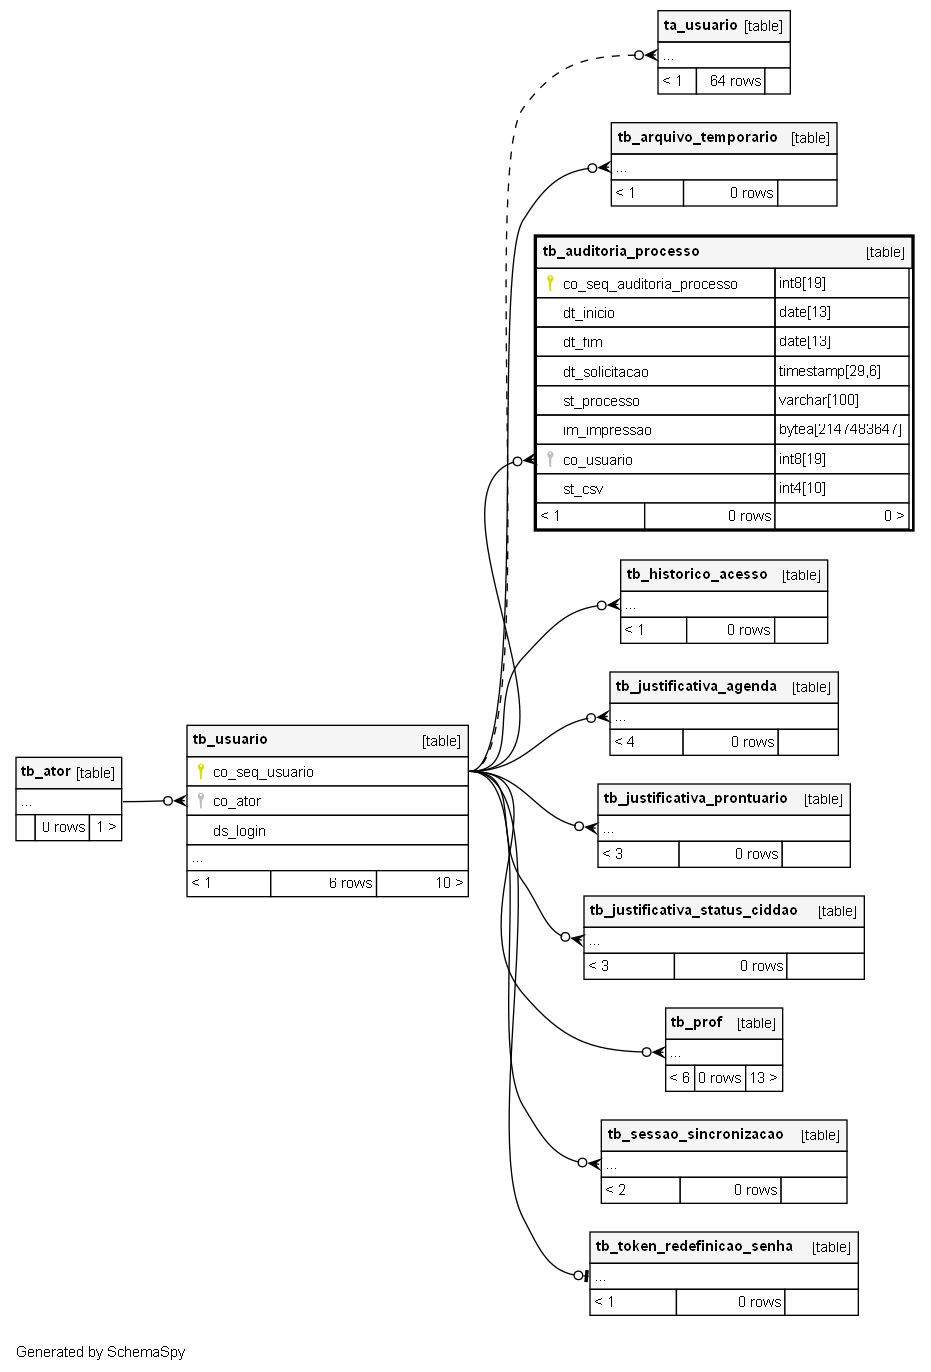 ta_usuario [table]
...
< 1 64 rows
tb_arquivo_temporario [table]
...
< 1 0 rows
tb_auditoria_processo [table]
co_seq_auditoria_processo int8[19]
dt_inicio date[13]
dt_fim date[13]
dt_solicitacao timestamp[29,6]
st_processo varchar[100]
im_impressao bytea[2147483647]
co_usuario int8[19]
st_csv int4[10]
< 1 0 rows 0 >
tb_historico_acesso [table]
...
< 1 0 rows
tb_justificativa_agenda [table]
...
< 4 0 rows
tb_usuario [table]
co_seq_usuario
co_ator
ds_login
...
< 1 6 rows 10 >
tb_ator [table]
...
0 rows 1 >
tb_justificativa_prontuario [table]
...
< 3 0 rows
tb_justificativa_status_ciddao [table]
...
< 3 0 rows
tb_prof [table]
...
< 6 0 rows 13 >
tb_sessao_sincronizacao [table]
...
< 2 0 rows
tb_token_redefinicao_senha [table]
...
< 1 0 rows
Generated by SchemaSpy